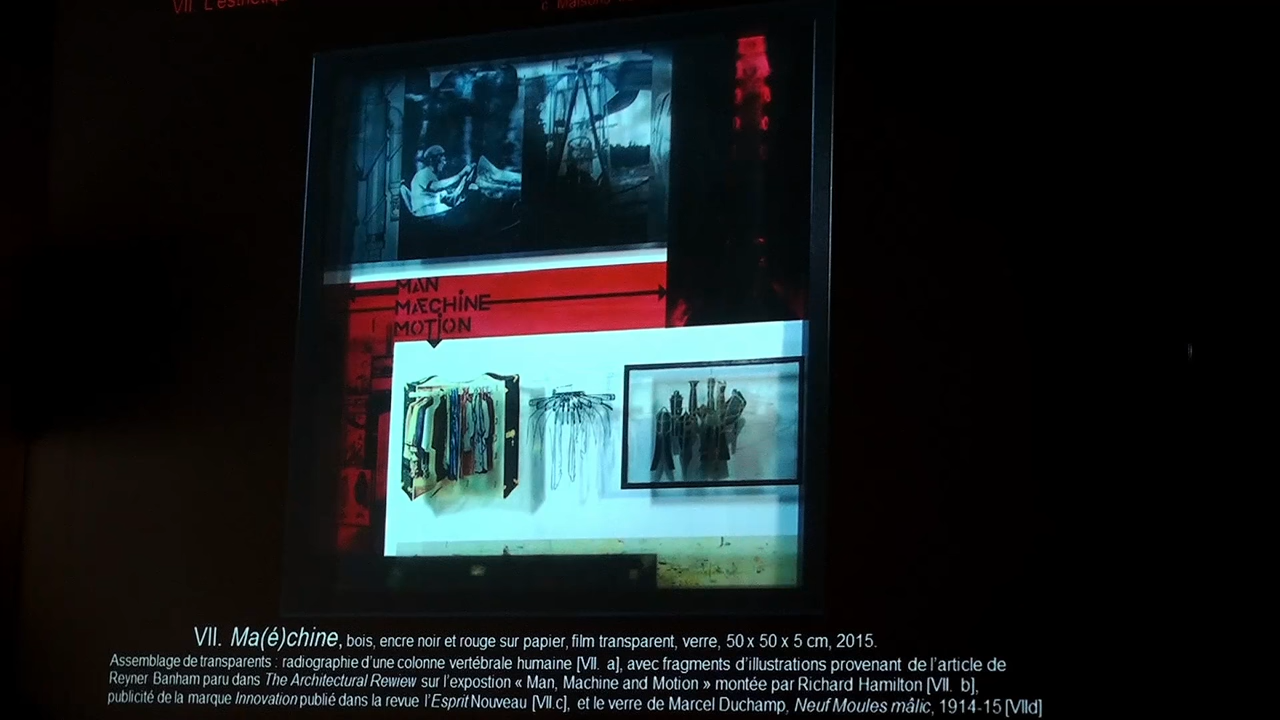 VII. L'esthétique
c. Maisons
MAN
MÆCHINE
MOTION
VII. Ma(é)chine, bois, encre noir et rouge sur papier, film transparent, verre, 50 x 50 x 5 cm, 2015.
Assemblage de transparents : radiographie d'une colonne vertébrale humaine [VII. a], avec fragments d'illustrations provenant de l'article de
Reyner Banham paru dans The Architectural Rewiew sur l'expostion « Man, Machine and Motion » montée par Richard Hamilton [VII. b],
publicité de la marque Innovation publié dans la revue l'Esprit Nouveau [VII.c], et le verre de Marcel Duchamp, Neuf Moules mâlic, 1914-15 [VIId]